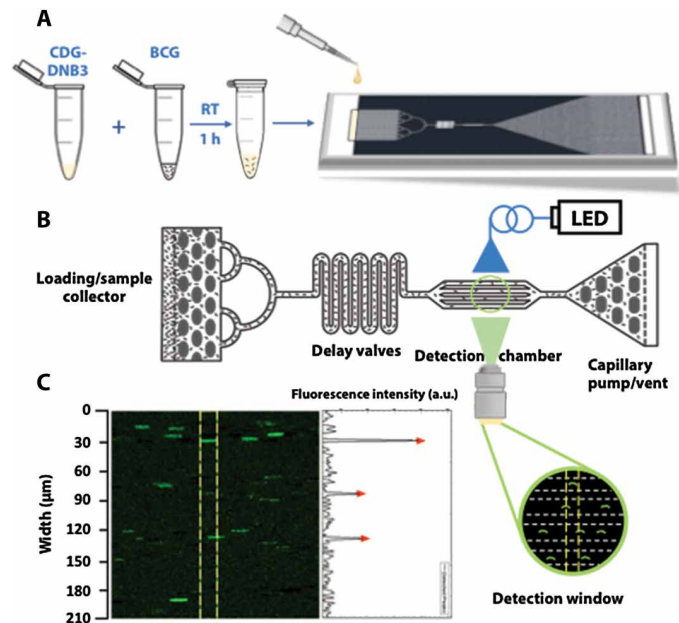 A
CDG-
DNB3
BCG
+
RT
1 h
B
LED
Loading/sample
collector
Delay valves
Detection chamber
Capillary
pump/vent
C
Fluorescence intensity (a.u.)
Width (μm)
0
30
60
90
120
150
180
210
Detection window